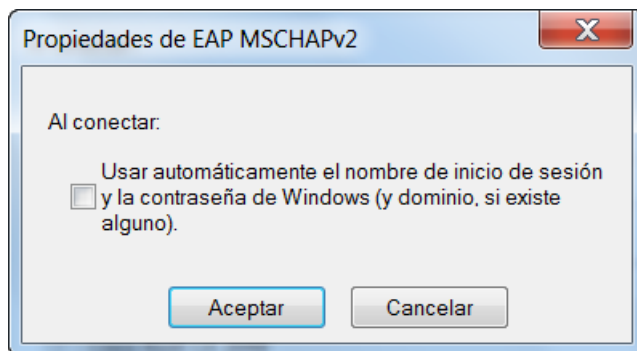 Propiedades de EAP MSCHAPv2
Al conectar:
Usar automáticamente el nombre de inicio de sesión
y la contraseña de Windows (y dominio, si existe
alguno).
Aceptar
Cancelar